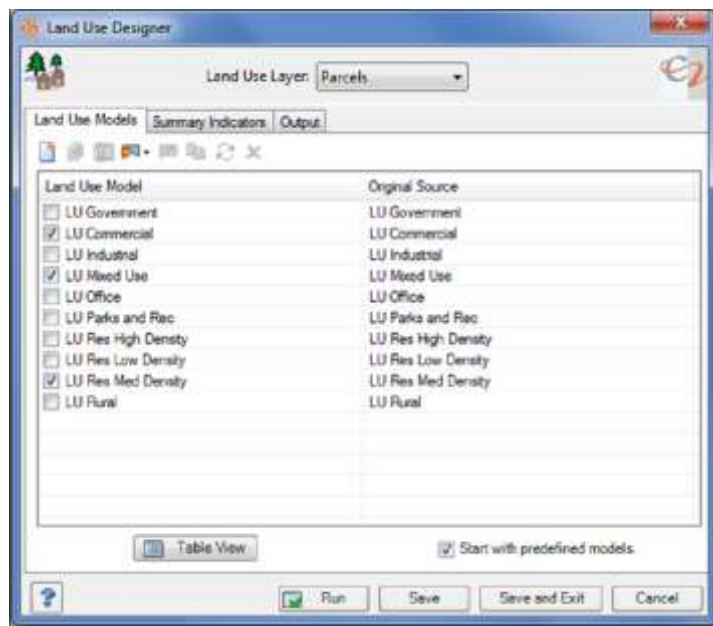 Land Use Designer
Land Use Layer: Parcels
Land Use Models Summary Indicators Output
Land Use Model Original Source
LU Government LU Government
LU Commercial LU Commercial
LU Industrial LU Industrial
LU Mixed Use LU Mixed Use
LU Office LU Office
LU Parks and Rec LU Parks and Rec
LU Res High Density LU Res High Density
LU Res Low Density LU Res Low Density
LU Res Med Density LU Res Med Density
LU Rural LU Rural
Table View Start with predefined models
? Run Save Save and Exit Cancel